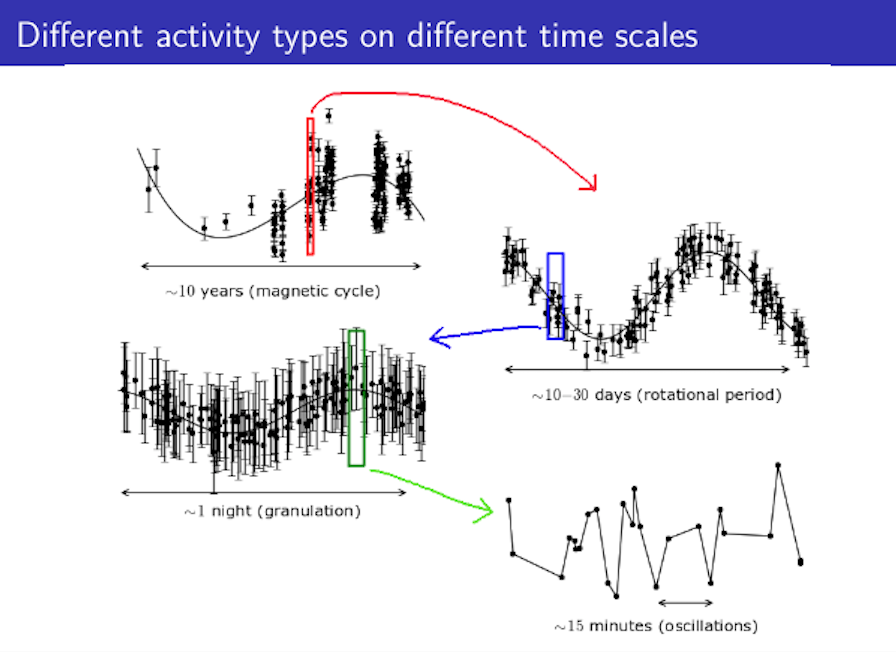 Different activity types on different time scales
∼10 years (magnetic cycle)
∼10−30 days (rotational period)
∼1 night (granulation)
∼15 minutes (oscillations)